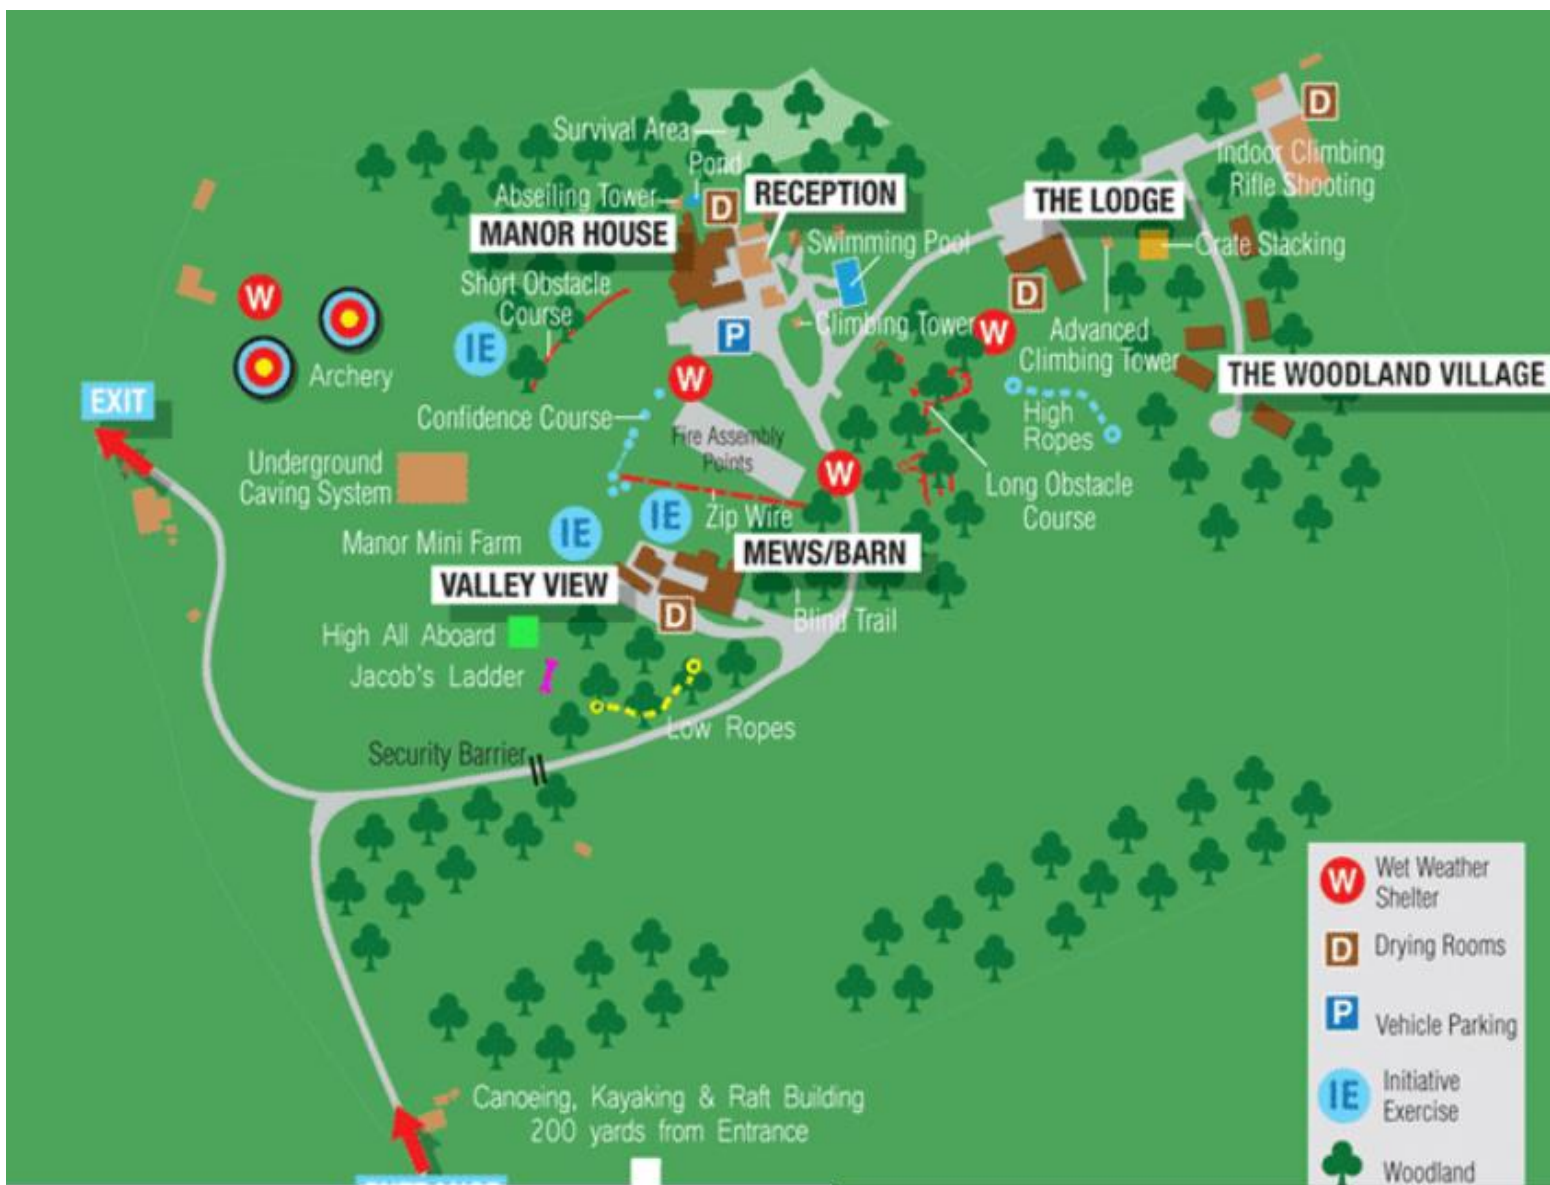 Survival Area
Pond
Abseiling Tower
D
RECEPTION
MANOR HOUSE
Swimming Pool
THE LODGE
D
Indoor Climbing
Rifle Shooting
Crate Stacking
D
W
Short Obstacle
Course
IE
P
Climbing Tower
W
Advanced
Climbing Tower
THE WOODLAND VILLAGE
Archery
EXIT
W
Confidence Course
Fire Assembly
Points
High
Ropes
Underground
Caving System
W
Long Obstacle
Course
IE
IE
Zip Wire
Manor Mini Farm
MEWS/BARN
VALLEY VIEW
D
Blind Trail
High All Aboard
Jacob's Ladder
Low Ropes
Security Barrier
Canoeing, Kayaking & Raft Building
200 yards from Entrance
W
Wet Weather
Shelter
D
Drying Rooms
P
Vehicle Parking
IE
Initiative
Exercise
Woodland